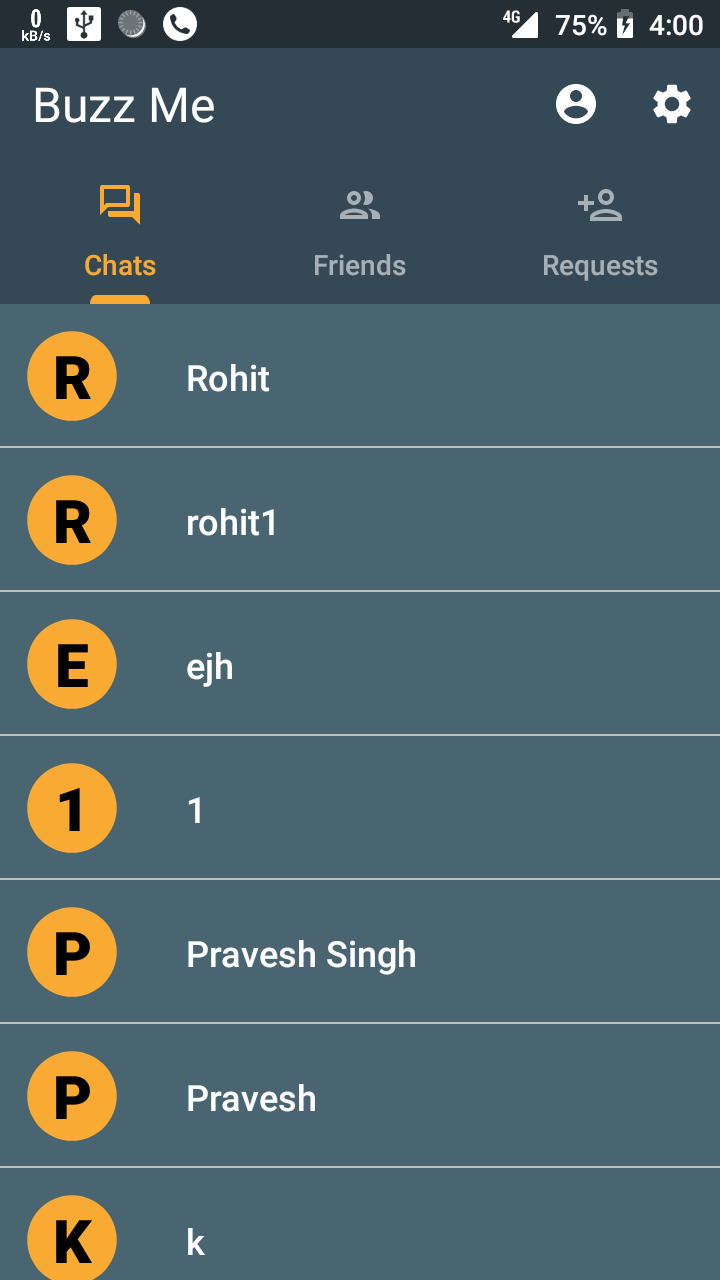 0
kB/s
4G 75% 4:00
Buzz Me
Chats Friends Requests
R Rohit
R rohit1
E ejh
1 1
P Pravesh Singh
P Pravesh
K k